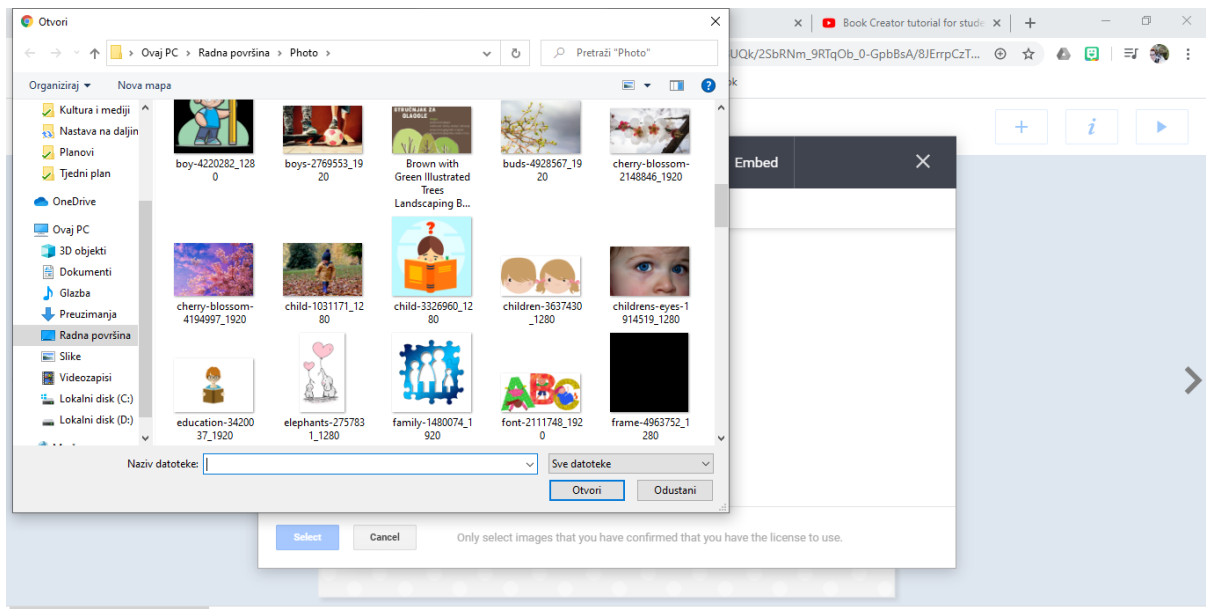 Otvori
Book Creator tutorial for stude
Ovaj PC › Radna površina › Photo ›
Pretraži "Photo"
UQk/2SbRNm_9RTqOb_0-GpbBsA/8JErrpCzT...
Organiziraj
Nova mapa
Kultura i mediji
Nastava na daljin
Planovi
Tjedni plan
OneDrive
Ovaj PC
3D objekti
Dokumenti
Glazba
Preuzimanja
Radna površina
Slike
Videozapisi
Lokalni disk (C:)
Lokalni disk (D:)
STRUČNJAK ZA
boy-4220282_128
0
boys-2769553_19
20
Brown with
Green Illustrated
Trees
Landscaping B...
buds-4928567_19
20
cherry-blossom-
2148846_1920
cherry-blossom-
4194997_1920
child-1031171_12
80
child-3326960_12
80
children-3637430
_1280
childrens-eyes-1
914519_1280
ABC
education-34200
37_1920
elephants-275783
1_1280
family-1480074_1
920
font-2111748_192
0
frame-4963752_1
280
Naziv datoteke:
Sve datoteke
Otvori
Odustani
Embed
Select
Cancel
Only select images that you have confirmed that you have the license to use.